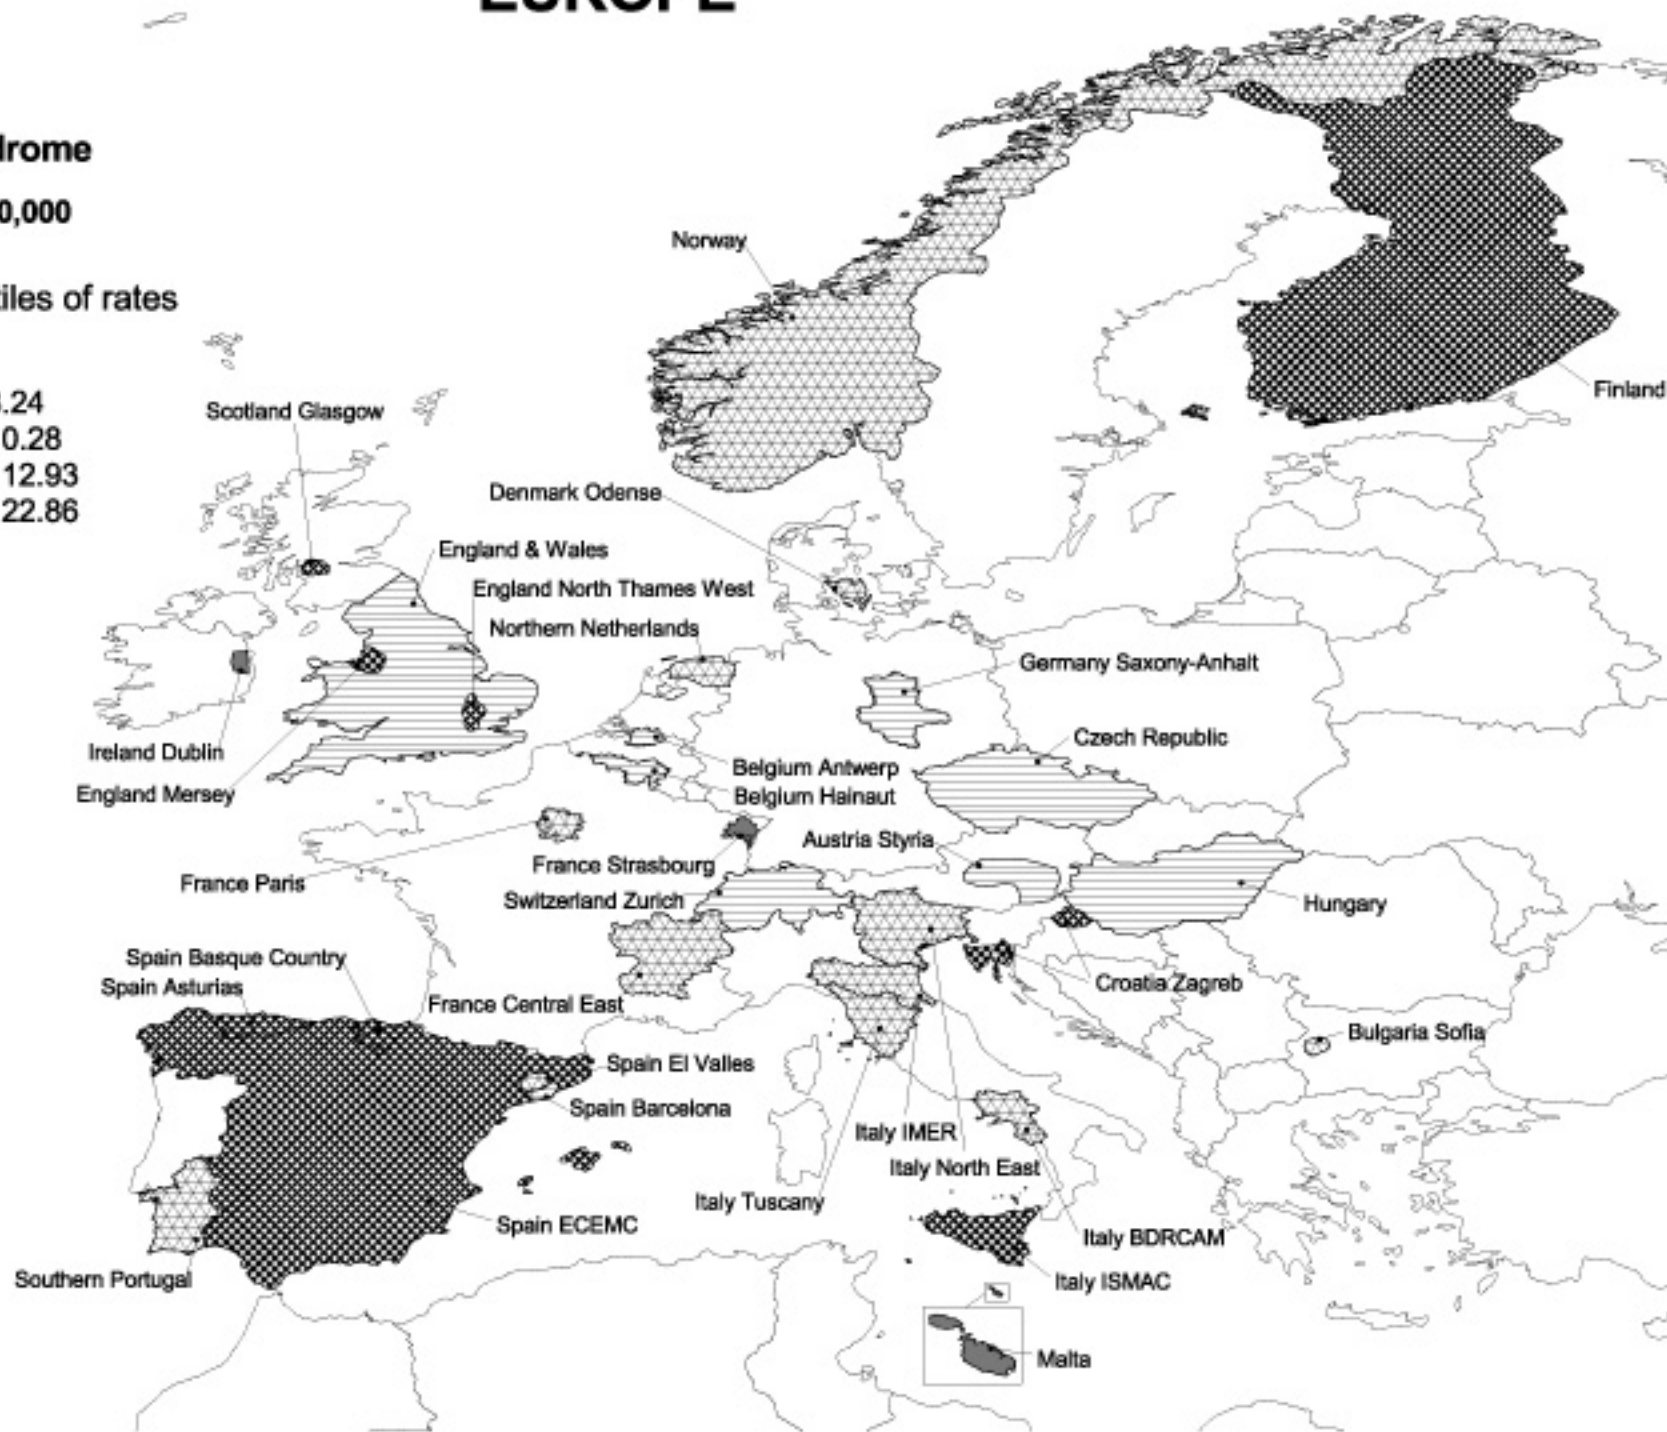 EUROPE
drome
0,000
tiles of rates
.24
0.28
12.93
22.86
Norway
Finland
Scotland Glasgow
Denmark Odense
England & Wales
England North Thames West
Northern Netherlands
Germany Saxony-Anhalt
Ireland Dublin
Czech Republic
England Mersey
Belgium Antwerp
Belgium Hainaut
Austria Styria
France Strasbourg
France Paris
Switzerland Zurich
Hungary
Spain Basque Country
Spain Asturias
Croatia Zagreb
France Central East
Bulgaria Sofia
Spain El Valles
Spain Barcelona
Italy IMER
Italy North East
Italy Tuscany
Spain ECEMC
Italy BDRCAM
Southern Portugal
Italy ISMAC
Malta